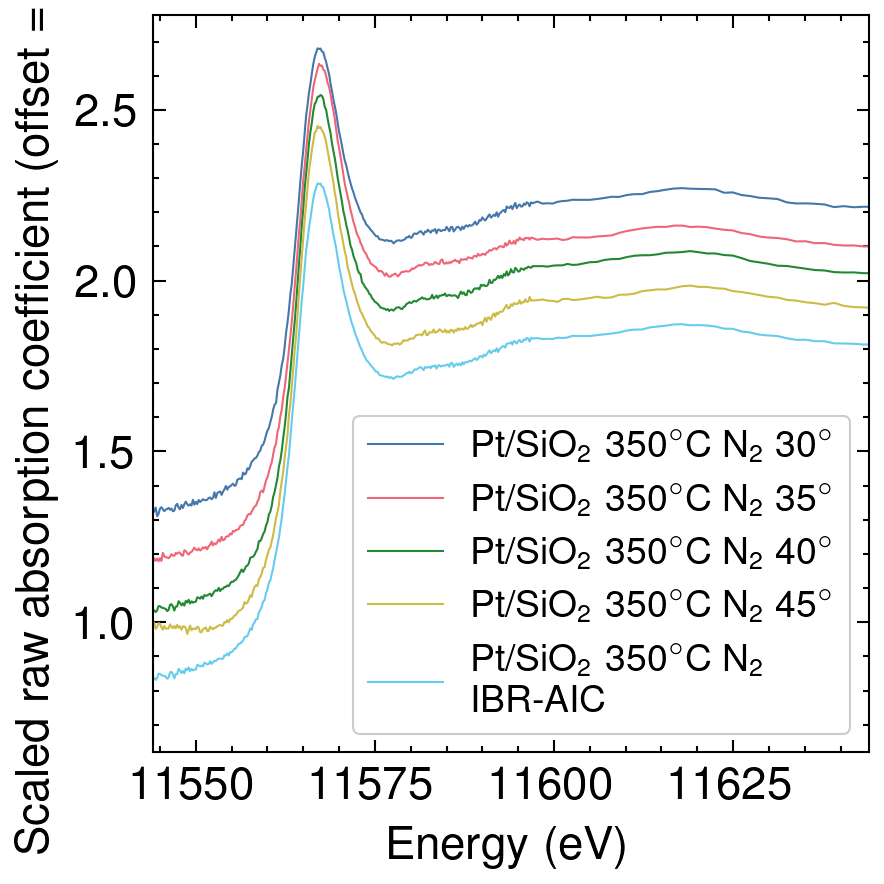 Scaled raw absorption coefficient (offset =
2.5
2.0
1.5
1.0
Pt/SiO₂ 350°C N₂ 30°
Pt/SiO₂ 350°C N₂ 35°
Pt/SiO₂ 350°C N₂ 40°
Pt/SiO₂ 350°C N₂ 45°
Pt/SiO₂ 350°C N₂
IBR-AIC
11550 11575 11600 11625
Energy (eV)